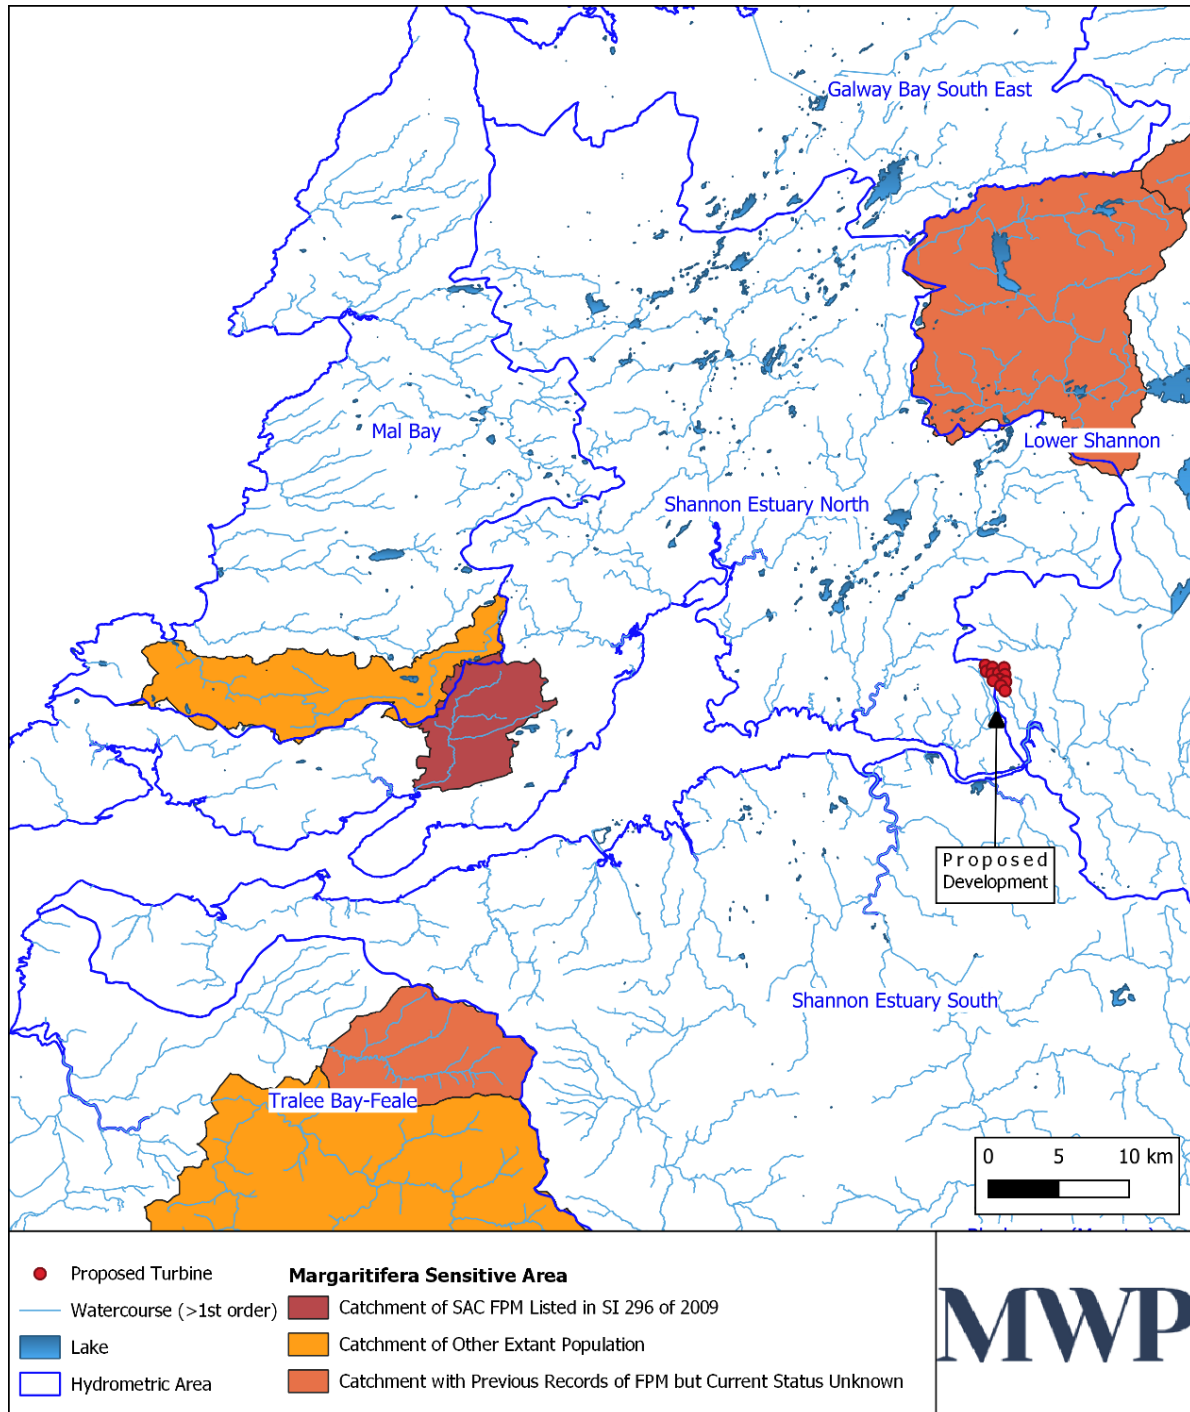 Galway Bay South East
Mal Bay
Lower Shannon
Shannon Estuary North
Proposed
Development
Shannon Estuary South
Tralee Bay-Feale
0 5 10 km
Proposed Turbine
Watercourse (>1st order)
Lake
Hydrometric Area
Margaritifera Sensitive Area
Catchment of SAC FPM Listed in SI 296 of 2009
Catchment of Other Extant Population
Catchment with Previous Records of FPM but Current Status Unknown
MWP